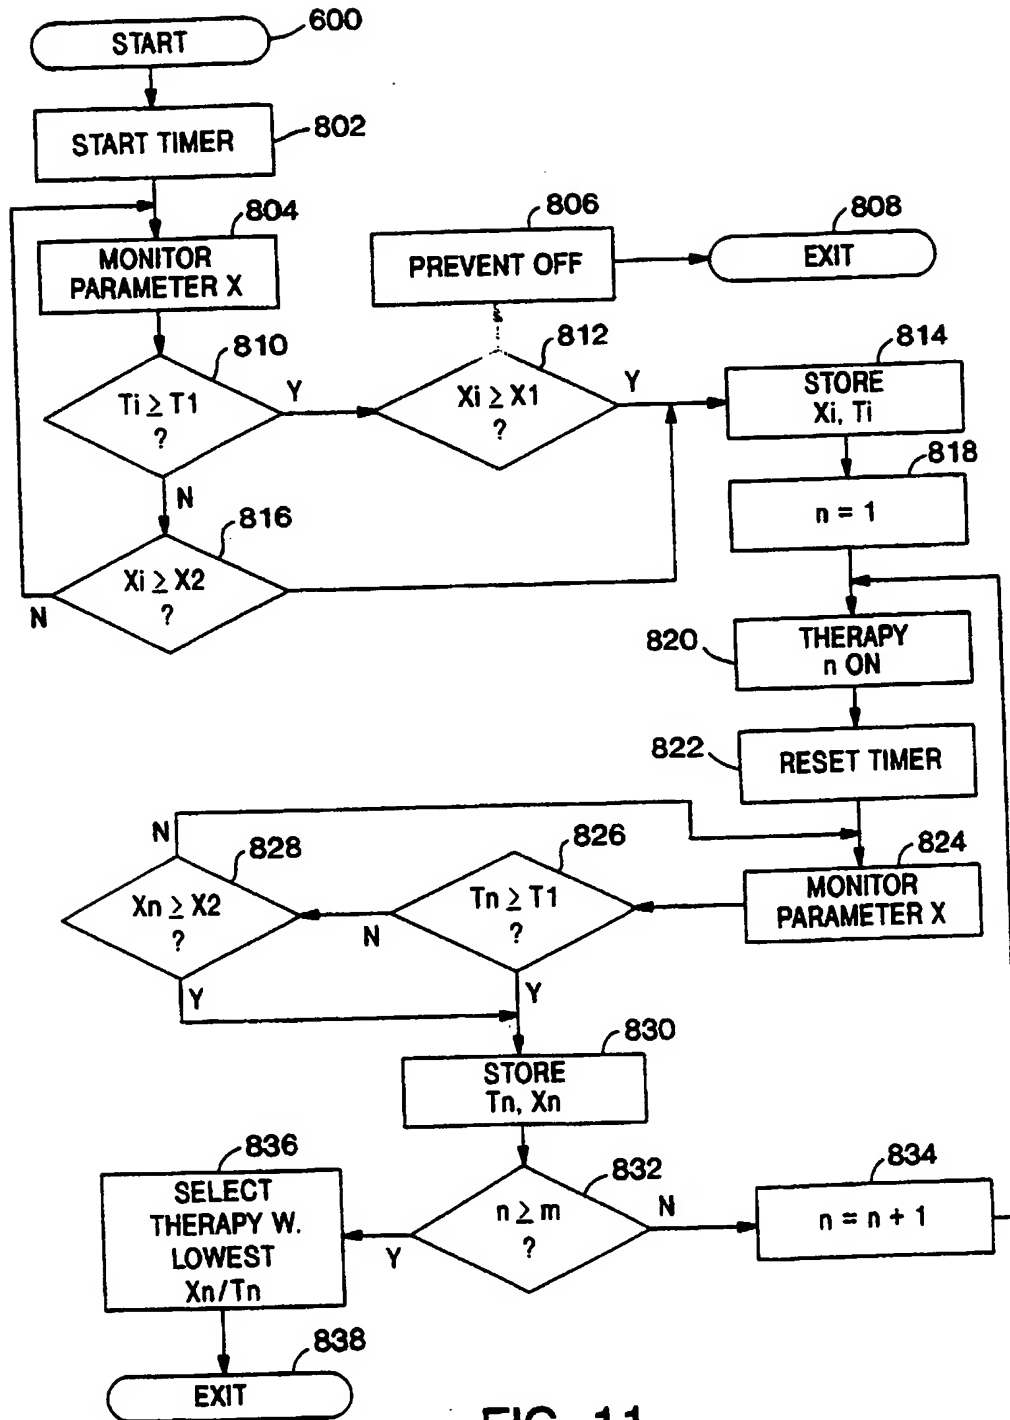 START
600
START TIMER
802
804
MONITOR
PARAMETER X
806
PREVENT OFF
808
EXIT
810
Ti ≥ T1
?
Y
N
812
Xi ≥ X1
?
Y
814
STORE
Xi, Ti
816
Xi ≥ X2
?
N
818
n = 1
820
THERAPY
n ON
822
RESET TIMER
824
MONITOR
PARAMETER X
826
Tn ≥ T1
?
N
Y
828
Xn ≥ X2
?
N
Y
830
STORE
Tn, Xn
832
n ≥ m
?
N
Y
834
n = n + 1
836
SELECT
THERAPY W.
LOWEST
Xn/Tn
838
EXIT
FIG. 11